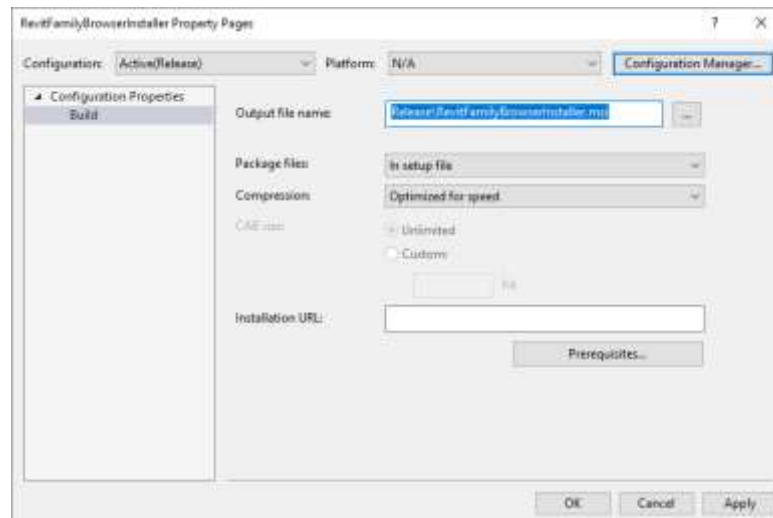 RevitFamilyBrowserInstaller Property Pages
? ×
Configuration: Active(Release) Platform: N/A Configuration Manager...
Configuration Properties
Build
Output file name: Release\RevitFamilyBrowserInstaller.msi ...
Package files: In setup file
Compression: Optimized for speed
CAB size: Unlimited
Custom:
Kb
Installation URL:
Prerequisites...
OK Cancel Apply